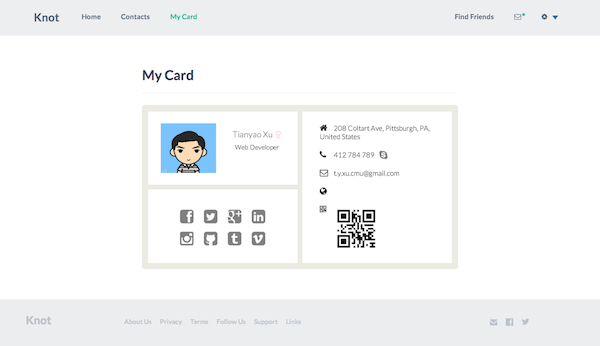 Knot
Home
Contacts
My Card
Find Friends
My Card
Tianyao Xu
Web Developer
208 Coltart Ave, Pittsburgh, PA,
United States
412 784 789
t.y.xu.cmu@gmail.com
Knot
About Us
Privacy
Terms
Follow Us
Support
Links